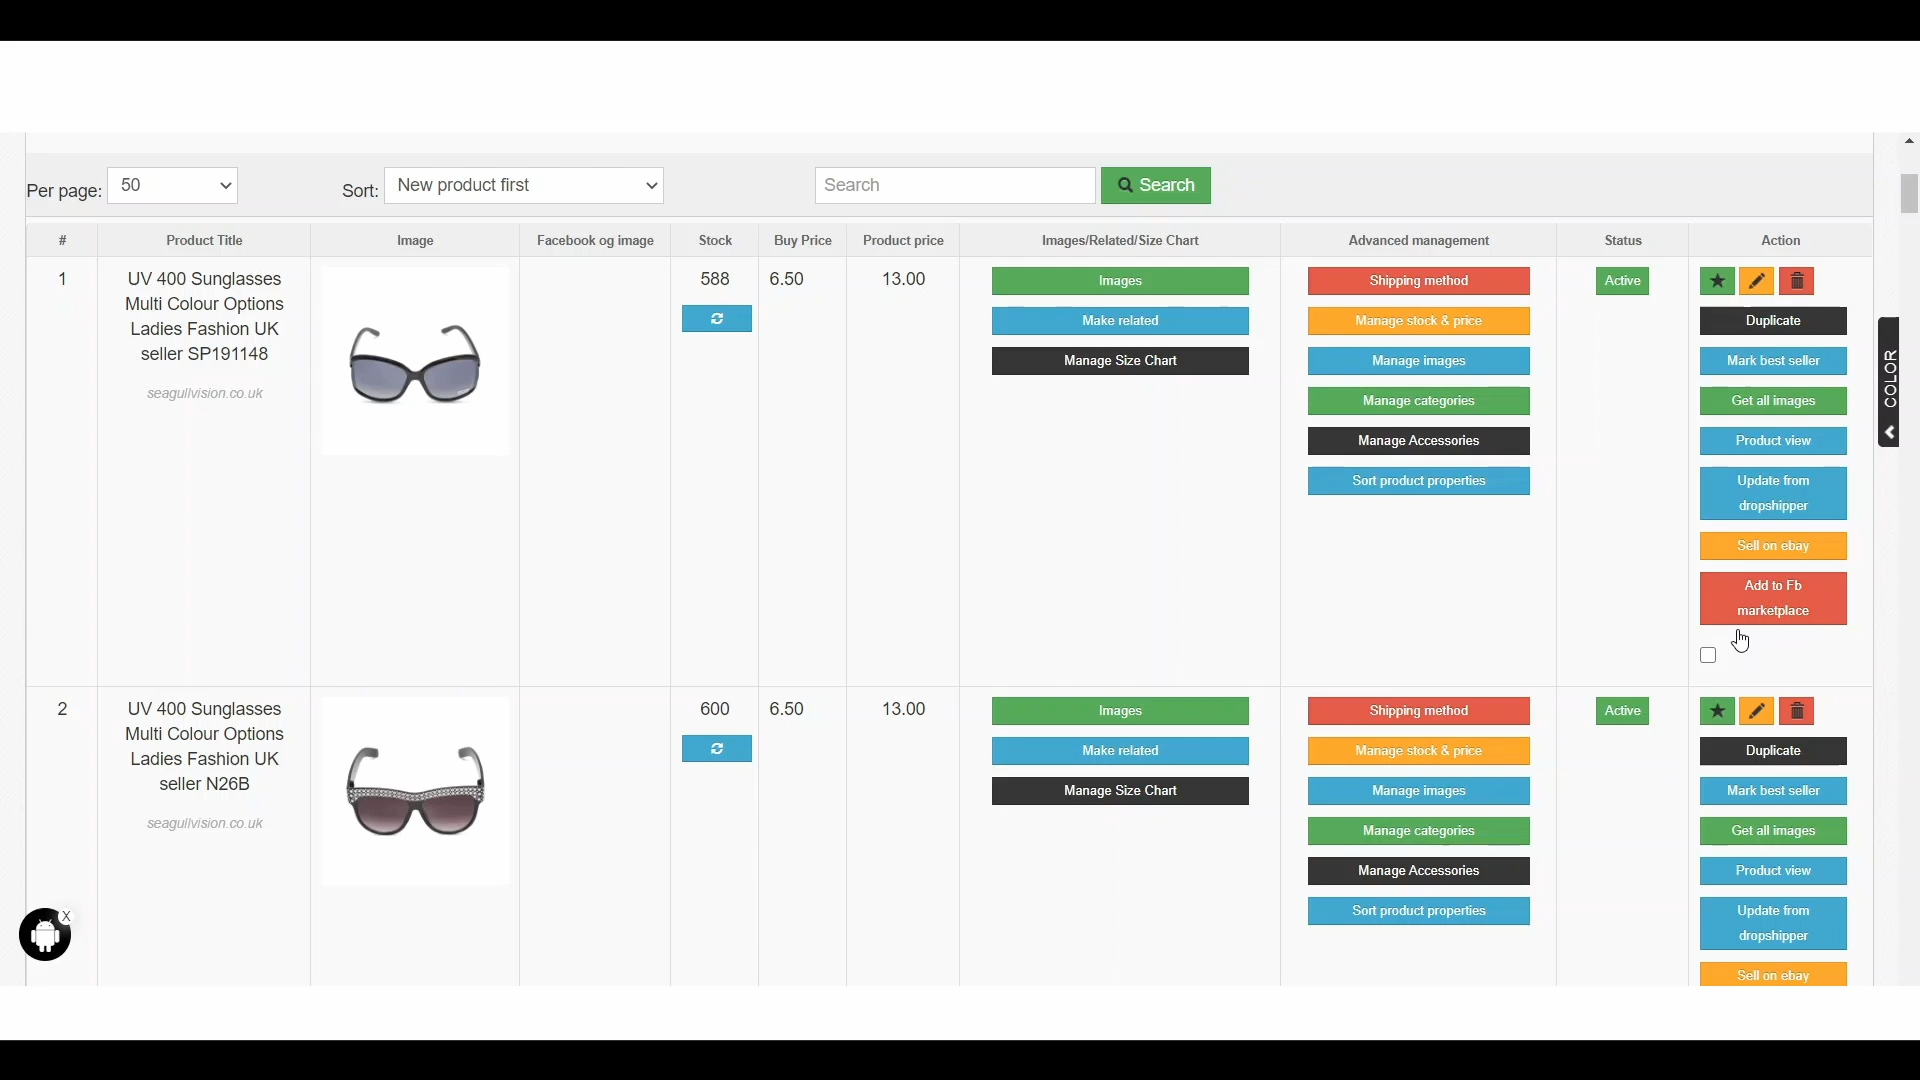 Per page: 50 Sort: New product first Search Search
# Product Title Image Facebook og image Stock Buy Price Product price Images/Related/Size Chart Advanced management Status Action
1 UV 400 Sunglasses
Multi Colour Options
Ladies Fashion UK
seller SP191148
seagullvision.co.uk
588 6.50 13.00
Images
Make related
Manage Size Chart
Shipping method
Manage stock & price
Manage images
Manage categories
Manage Accessories
Sort product properties
Active
Duplicate
Mark best seller
Get all images
Product view
Update from
dropshipper
Sell on ebay
Add to Fb
marketplace
COLOR
2 UV 400 Sunglasses
Multi Colour Options
Ladies Fashion UK
seller N26B
seagullvision.co.uk
600 6.50 13.00
Images
Make related
Manage Size Chart
Shipping method
Manage stock & price
Manage images
Manage categories
Manage Accessories
Sort product properties
Active
Duplicate
Mark best seller
Get all images
Product view
Update from
dropshipper
Sell on ebay
X